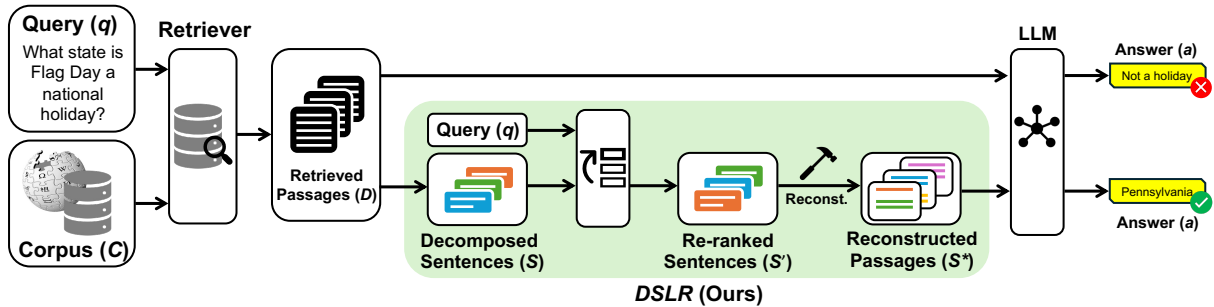 Query (q)
What state is
Flag Day a
national
holiday?
Corpus (C)
Retriever
Retrieved
Passages (D)
Query (q)
Decomposed
Sentences (S)
Re-ranked
Sentences (S')
Reconst.
Reconstructed
Passages (S*)
DSLR (Ours)
LLM
Answer (a)
Not a holiday
Pennsylvania
Answer (a)